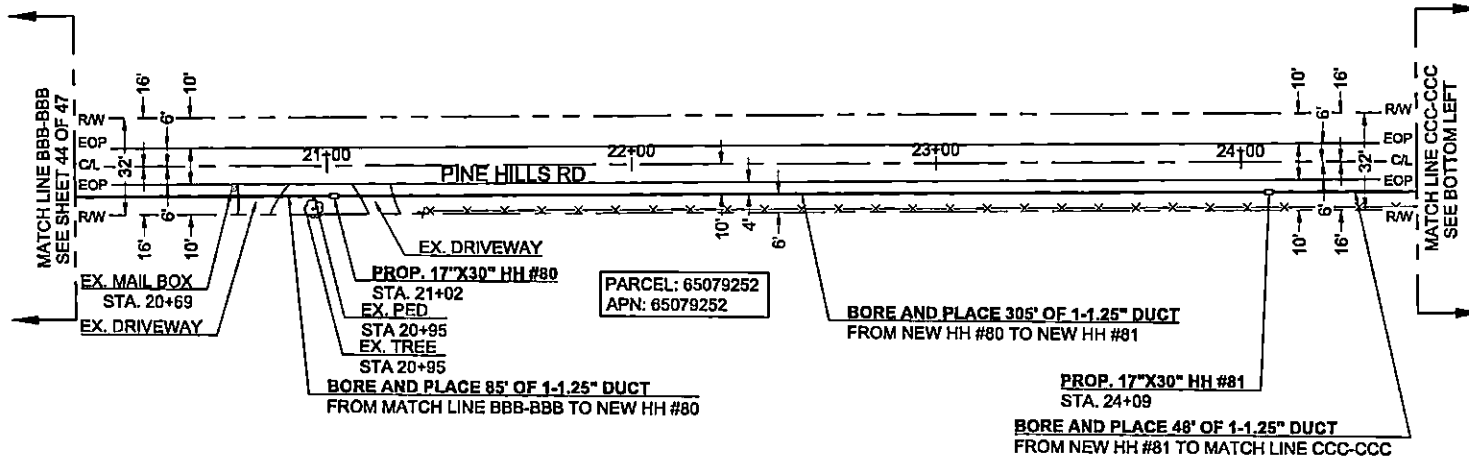 MATCH LINE BBB-BBB
SEE SHEET 44 OF 47
R/W
EOP
C/L
EOP
R/W
32'
16'
6'
10'
16'
6'
10'
21+00
22+00
23+00
24+00
PINE HILLS RD
10'
4'
6'
10'
6'
16'
10'
6'
16'
R/W
EOP
C/L
EOP
R/W
32'
MATCH LINE CCC-CCC
SEE BOTTOM LEFT
EX. MAIL BOX
STA. 20+69
EX. DRIVEWAY
EX. DRIVEWAY
PROP. 17"X30" HH #80
STA. 21+02
EX. PED
STA 20+95
EX. TREE
STA 20+95
BORE AND PLACE 85' OF 1-1.25" DUCT
FROM MATCH LINE BBB-BBB TO NEW HH #80
PARCEL: 65079252
APN: 65079252
BORE AND PLACE 305' OF 1-1.25" DUCT
FROM NEW HH #80 TO NEW HH #81
PROP. 17"X30" HH #81
STA. 24+09
BORE AND PLACE 48' OF 1-1.25" DUCT
FROM NEW HH #81 TO MATCH LINE CCC-CCC